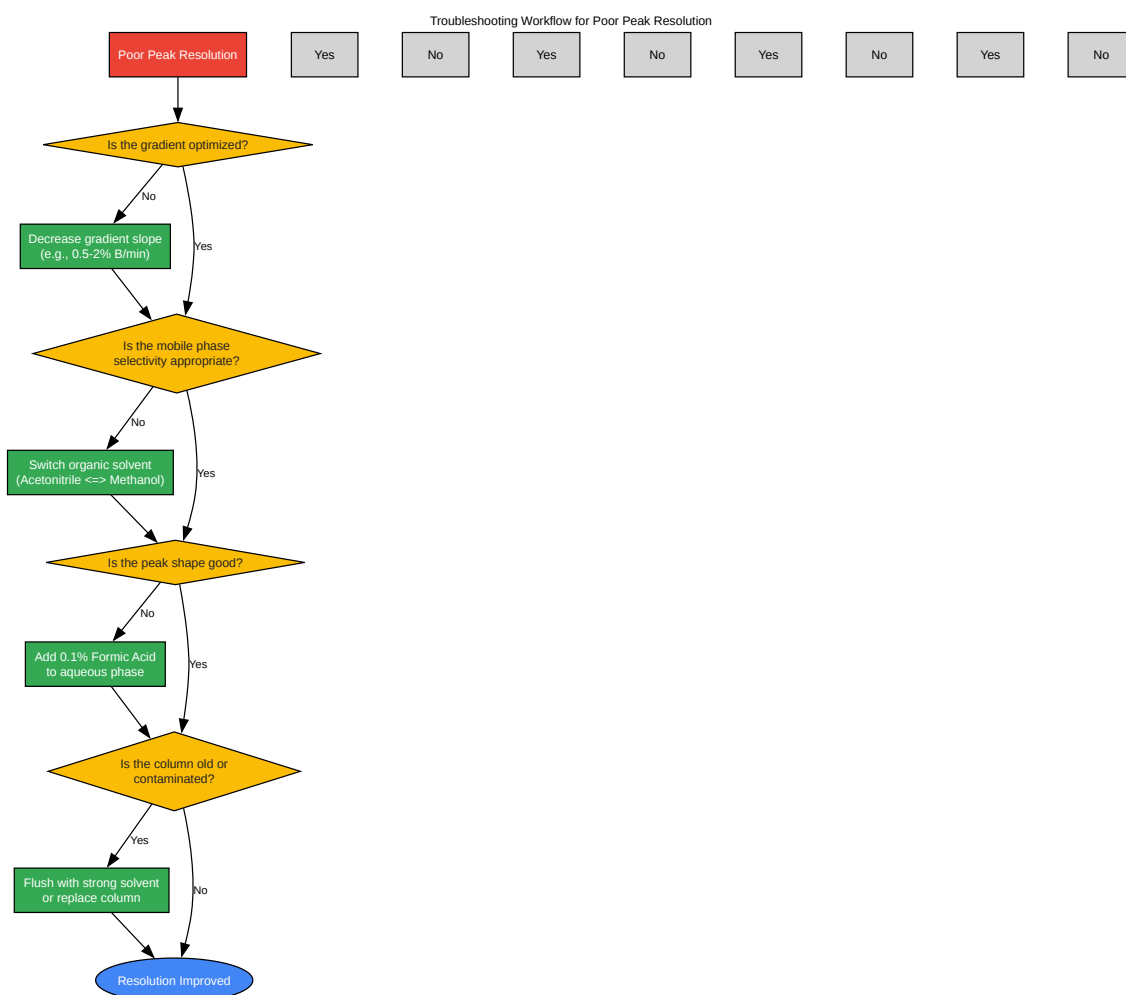 Troubleshooting Workflow for Poor Peak Resolution
Poor Peak Resolution
Yes
No
Yes
No
Yes
No
Yes
No
Is the gradient optimized?
No
Decrease gradient slope
(e.g., 0.5-2% B/min)
Yes
Is the mobile phase
selectivity appropriate?
No
Switch organic solvent
(Acetonitrile <=> Methanol)
Yes
Is the peak shape good?
No
Add 0.1% Formic Acid
to aqueous phase
Yes
Is the column old or
contaminated?
Yes
Flush with strong solvent
or replace column
No
Resolution Improved